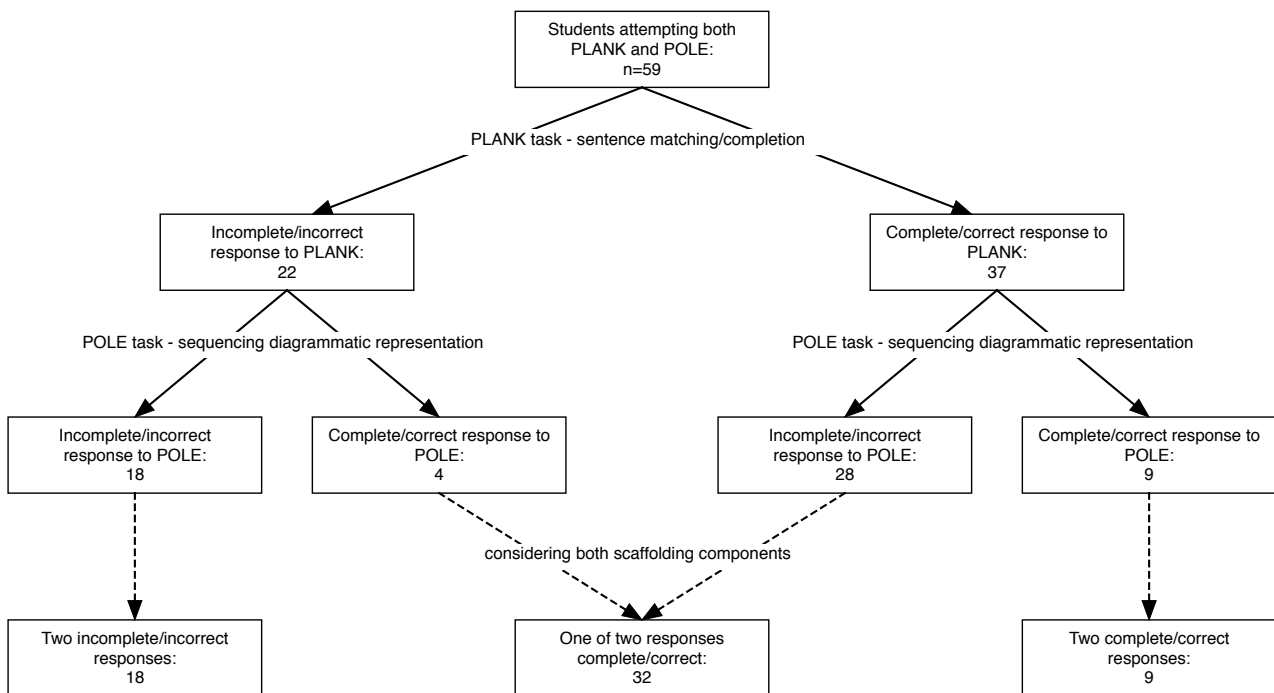 Students attempting both
PLANK and POLE:
n=59
PLANK task - sentence matching/completion
Incomplete/incorrect
response to PLANK:
22
Complete/correct response to
PLANK:
37
POLE task - sequencing diagrammatic representation
POLE task - sequencing diagrammatic representation
Incomplete/incorrect
response to POLE:
18
Complete/correct response to
POLE:
4
Incomplete/incorrect
response to POLE:
28
Complete/correct response to
POLE:
9
considering both scaffolding components
Two incomplete/incorrect
responses:
18
One of two responses
complete/correct:
32
Two complete/correct
responses:
9